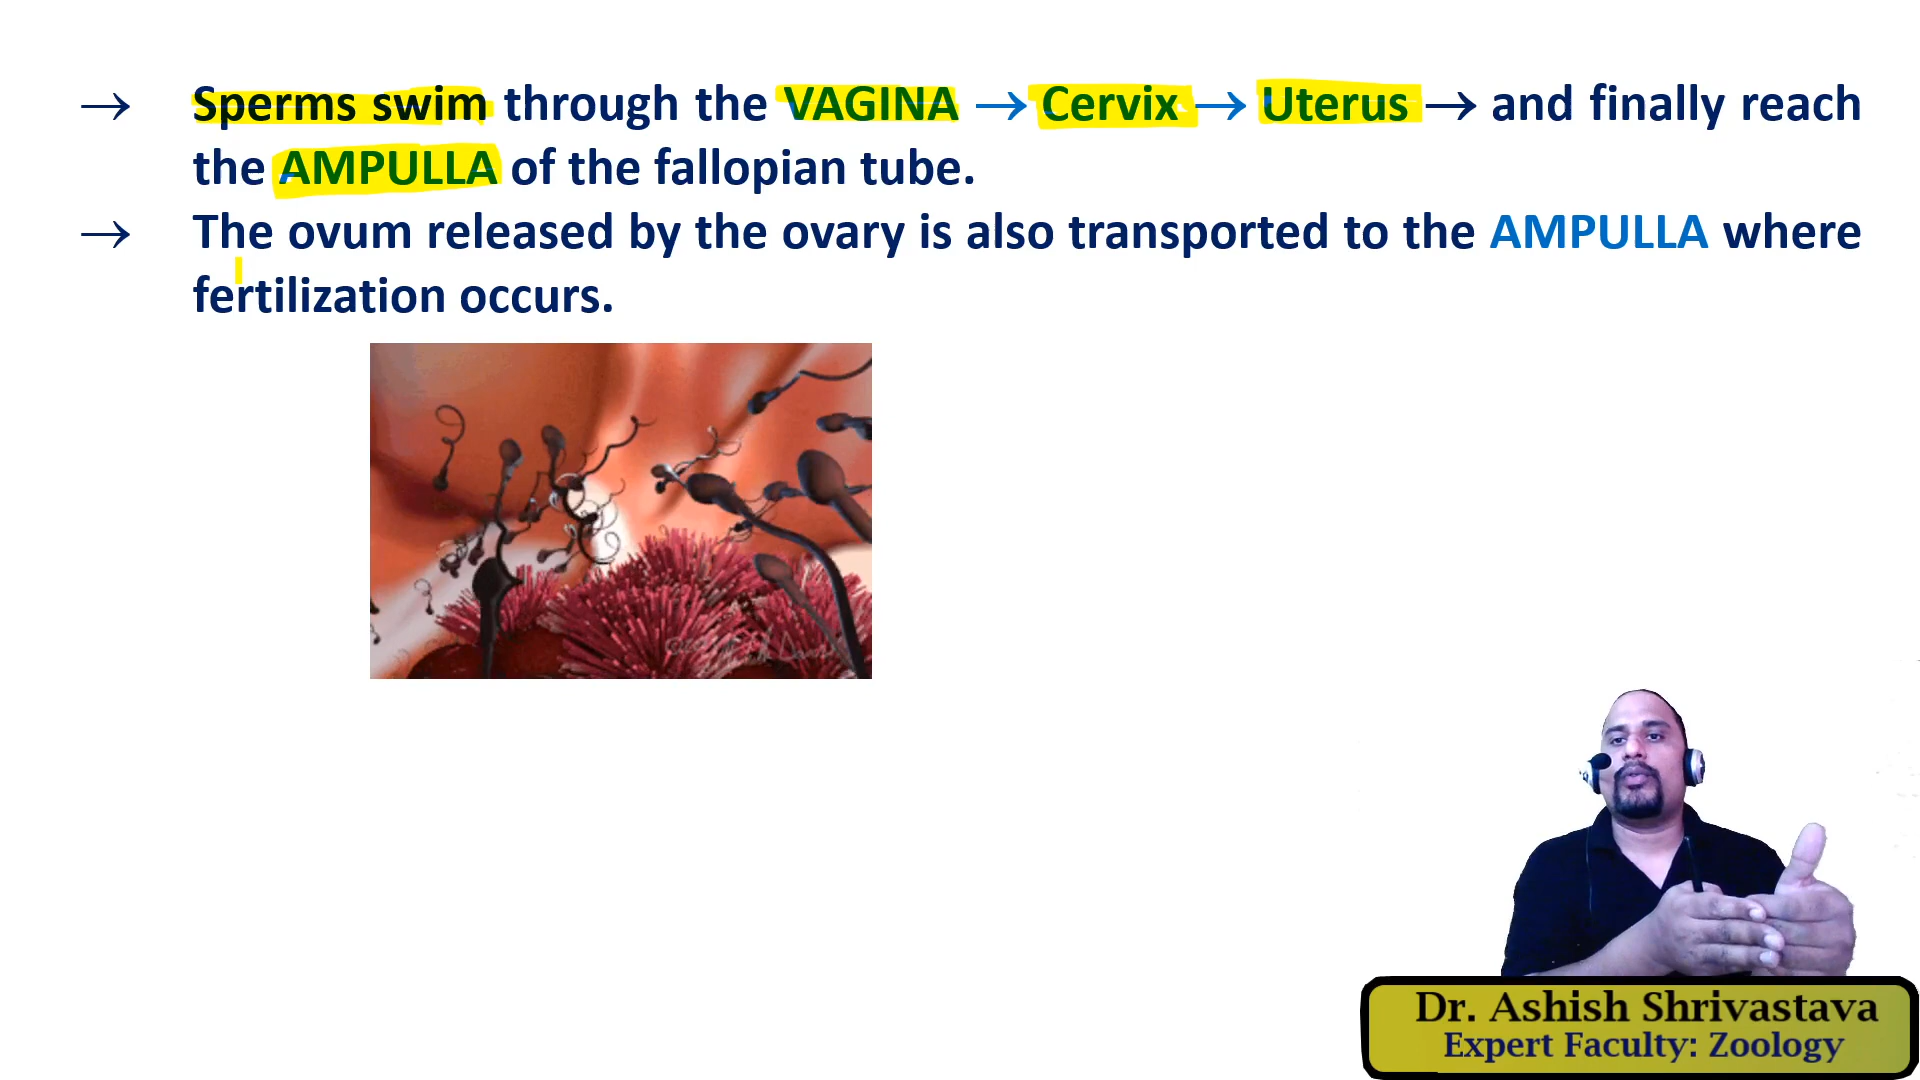 → Sperms swim through the VAGINA → Cervix → Uterus → and finally reach
the AMPULLA of the fallopian tube.
→ The ovum released by the ovary is also transported to the AMPULLA where
fertilization occurs.
Dr. Ashish Shrivastava
Expert Faculty: Zoology